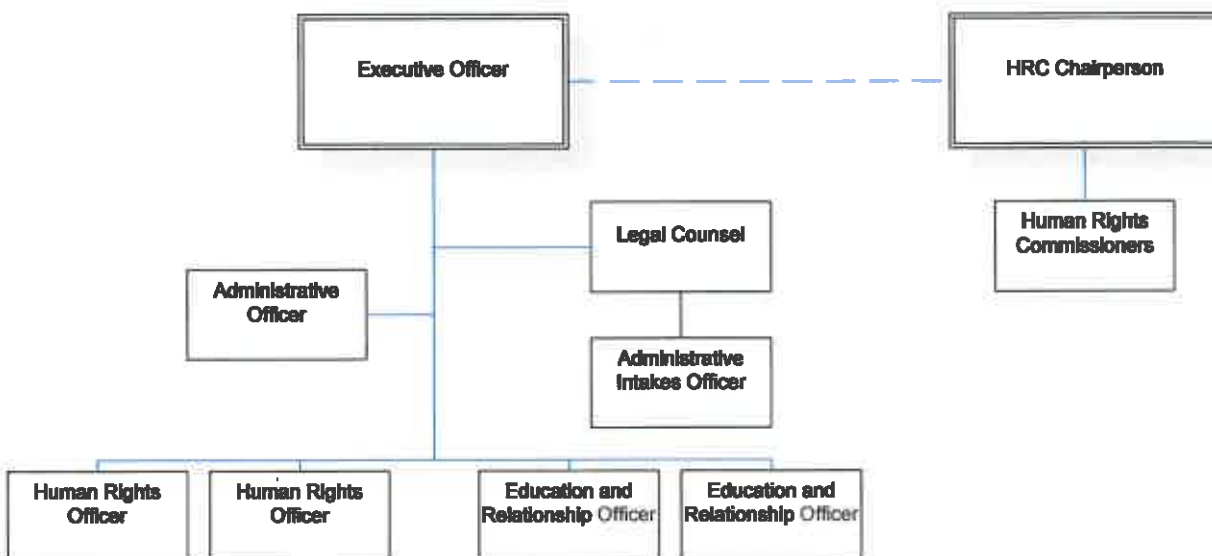 Executive Officer
HRC Chairperson
Legal Counsel
Human Rights
Commissioners
Administrative
Officer
Administrative
Intakes Officer
Human Rights
Officer
Human Rights
Officer
Education and
Relationship Officer
Education and
Relationship Officer